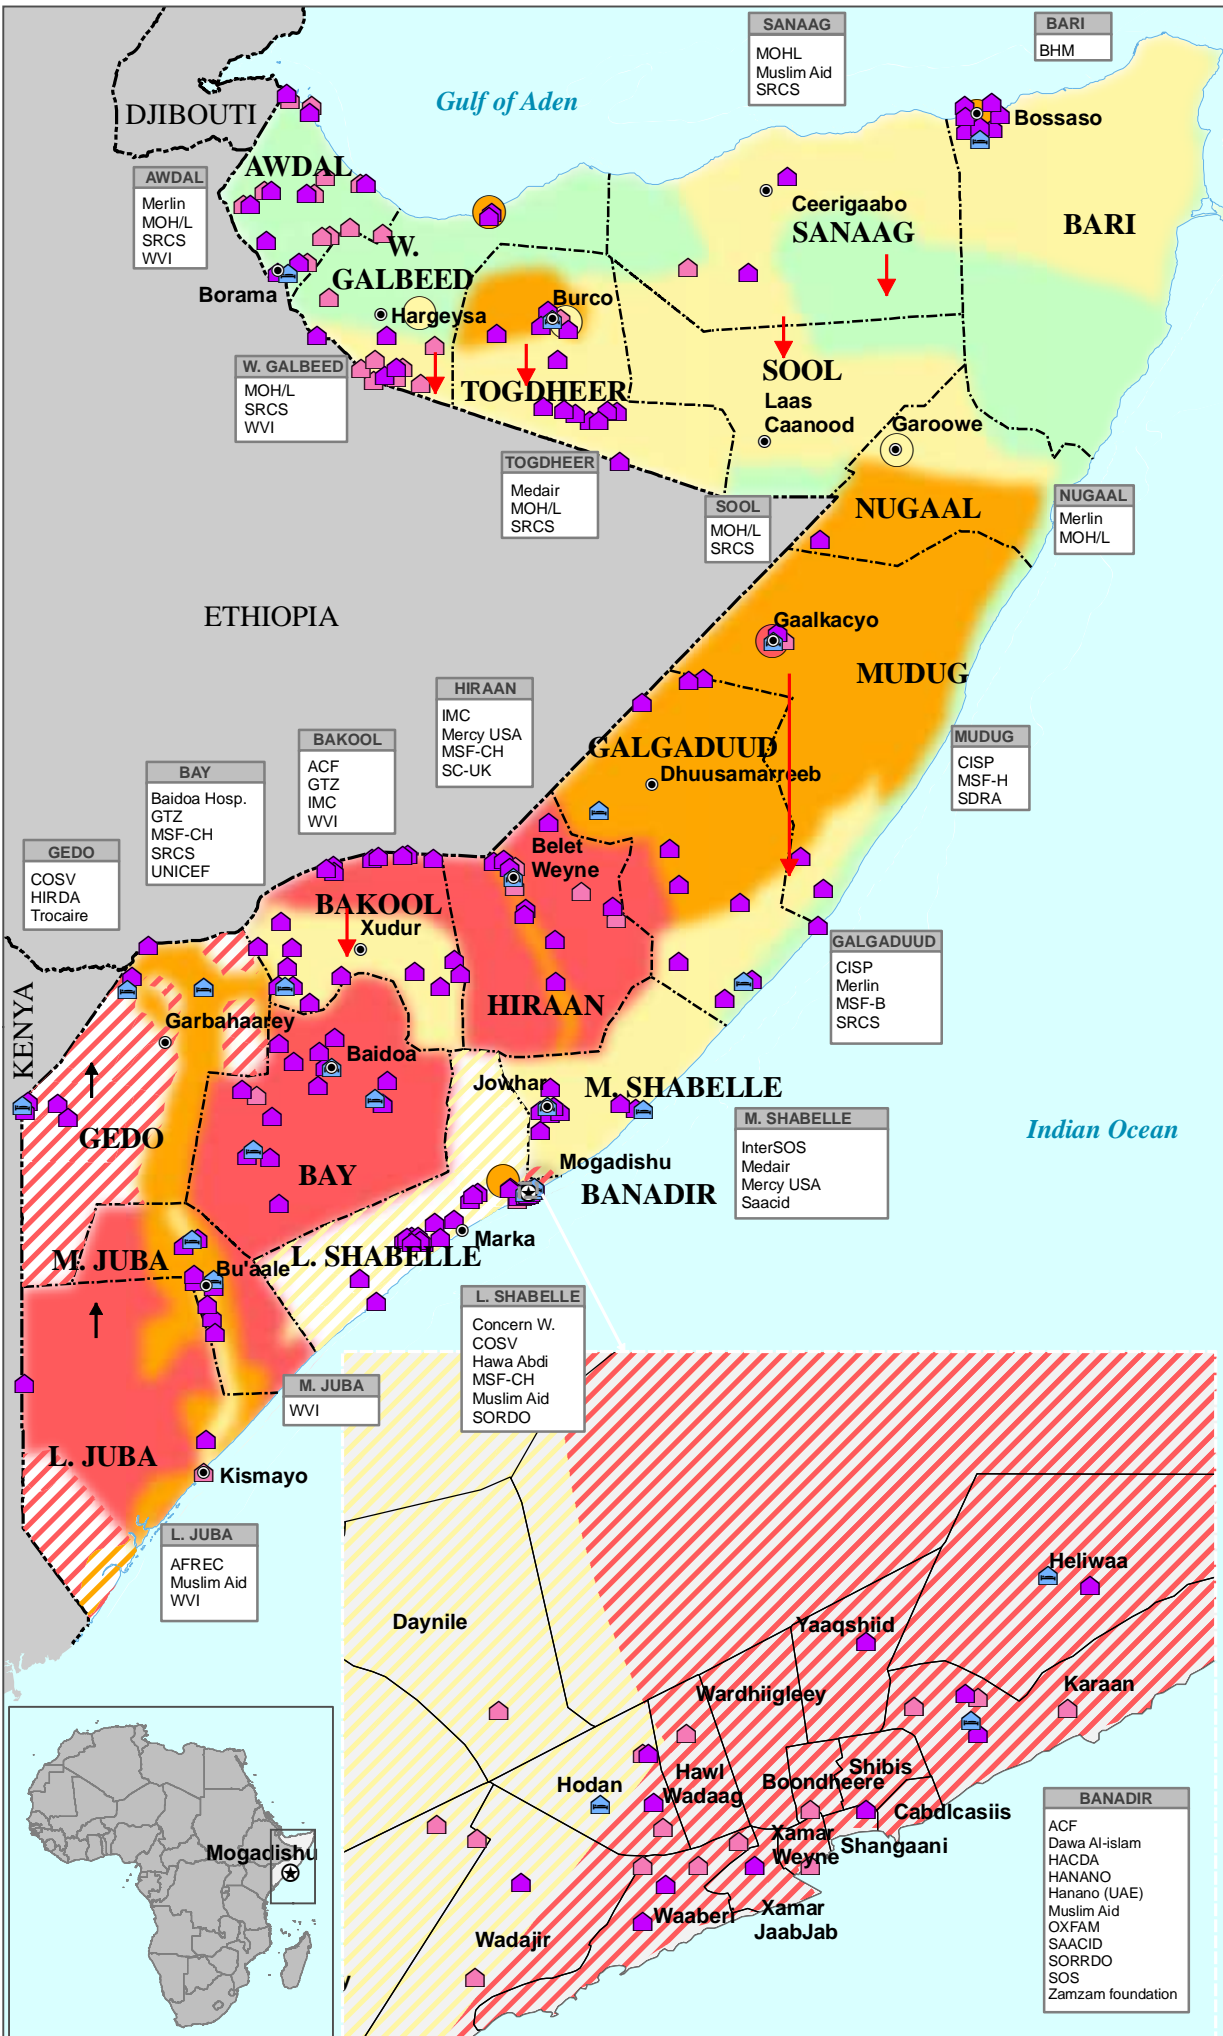 SANAAG
MOHL
Muslim Aid
SRCS
BARI
BHM
Gulf of Aden
DJIBOUTI
Bossaso
AWDAL
AWDAL
Merlin
MOH/L
SRCS
WVI
Ceerigaabo
SANAAG
BARI
W.
GALBEED
Borama
Hargeysa
Burco
W. GALBEED
MOH/L
SRCS
WVI
TOGDHEER
SOOL
Laas
Caanood
Garoowe
TOGDHEER
Medair
MOH/L
SRCS
SOOL
MOH/L
SRCS
NUGAAL
NUGAAL
Merlin
MOH/L
ETHIOPIA
Gaalkacyo
MUDUG
HIRAAN
IMC
Mercy USA
MSF-CH
SC-UK
BAKOOL
ACF
GTZ
IMC
WVI
GALGADUUD
Dhuusamarreeb
MUDUG
CISP
MSF-H
SDRA
BAY
Baidoa Hosp.
GTZ
MSF-CH
SRCS
UNICEF
GEDO
COSV
HIRDA
Trocaire
Belet
Weyne
BAKOOL
Xudur
GALGADUUD
CISP
Merlin
MSF-B
SRCS
HIRAAN
KENYA
Garbahaarey
Baidoa
Jowhar
M. SHABELLE
GEDO
M. SHABELLE
InterSOS
Medair
Mercy USA
Saacid
Indian Ocean
BAY
Mogadishu
BANADIR
Marka
L. SHABELLE
M. JUBA
Bu'aale
L. SHABELLE
Concern W.
COSV
Hawa Abdi
MSF-CH
Muslim Aid
SORDO
M. JUBA
WVI
L. JUBA
Kismayo
L. JUBA
AFREC
Muslim Aid
WVI
Heliwaa
Daynile
Yaaqshiid
Wardhiigleey
Karaan
Hodan
Hawl
Wadaag
Boondheere
Shibis
Cabdlcasiis
Xamar
Weyne
Shangaani
Waaberi
Xamar
JaabJab
Wadajir
Mogadishu
BANADIR
ACF
Dawa Al-islam
HACDA
HANANO
Hanano (UAE)
Muslim Aid
OXFAM
SAACID
SORRDO
SOS
Zamzam foundation